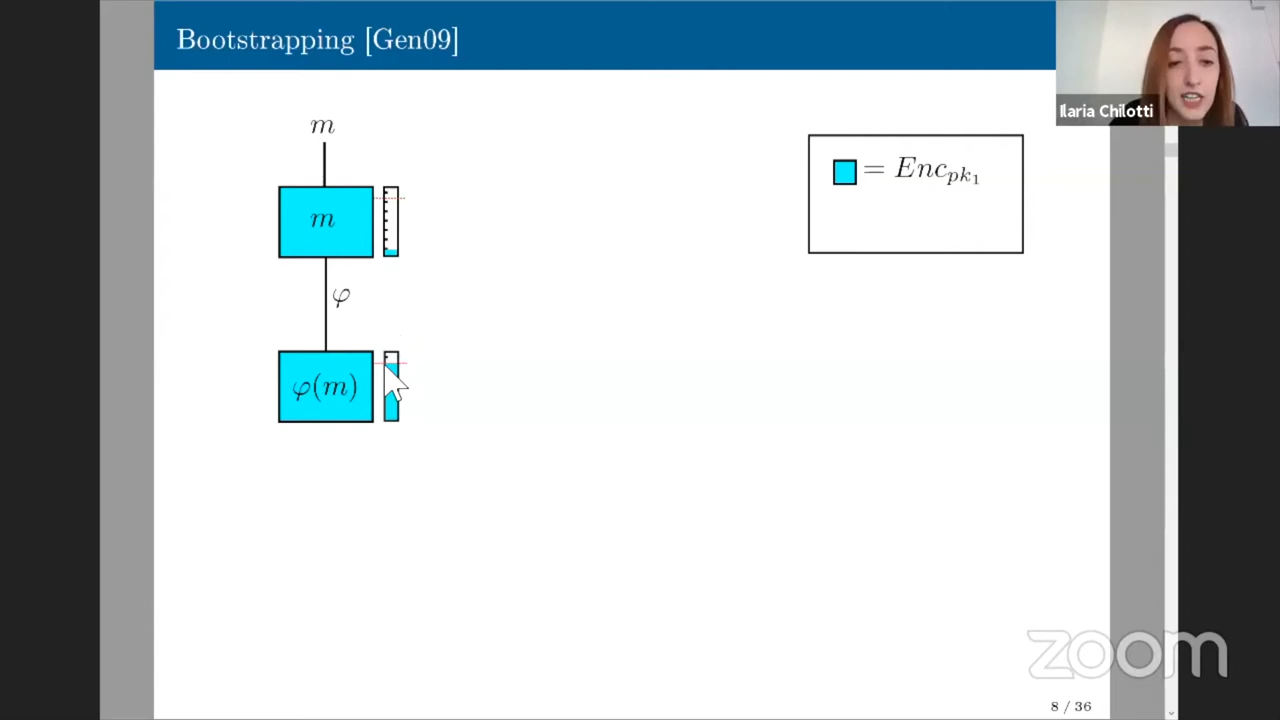 Bootstrapping [Gen09]
Ilaria Chilotti
m
m
= Enc_{pk_1}
φ
φ(m)
zoom
8 / 36